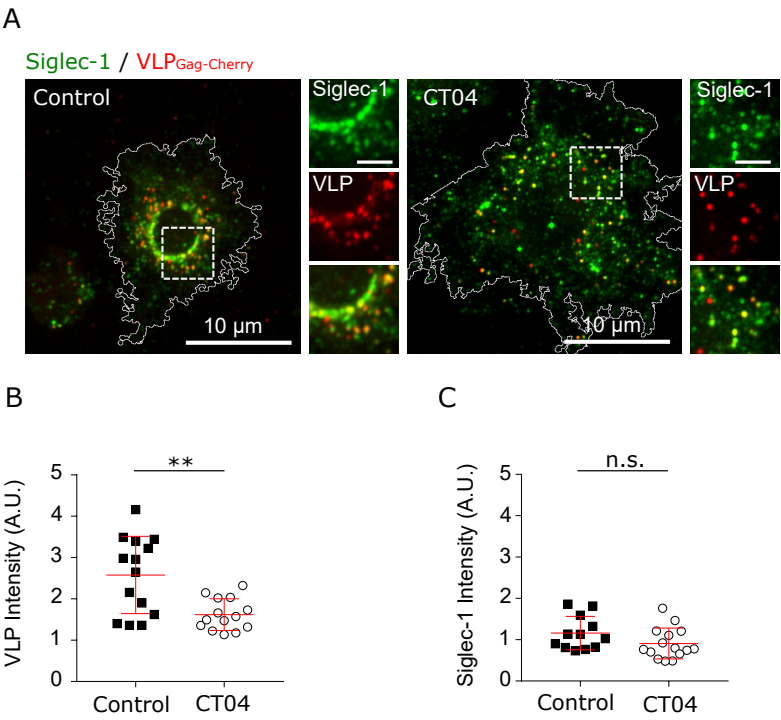 A
Siglec-1 / VLPGag-Cherry
Control
Siglec-1
VLP
10 µm
CT04
Siglec-1
VLP
10 µm
B
C
**
n.s.
VLP Intensity (A.U.)
5
4
3
2
1
0
Control CT04
Siglec-1 Intensity (A.U.)
5
4
3
2
1
0
Control CT04